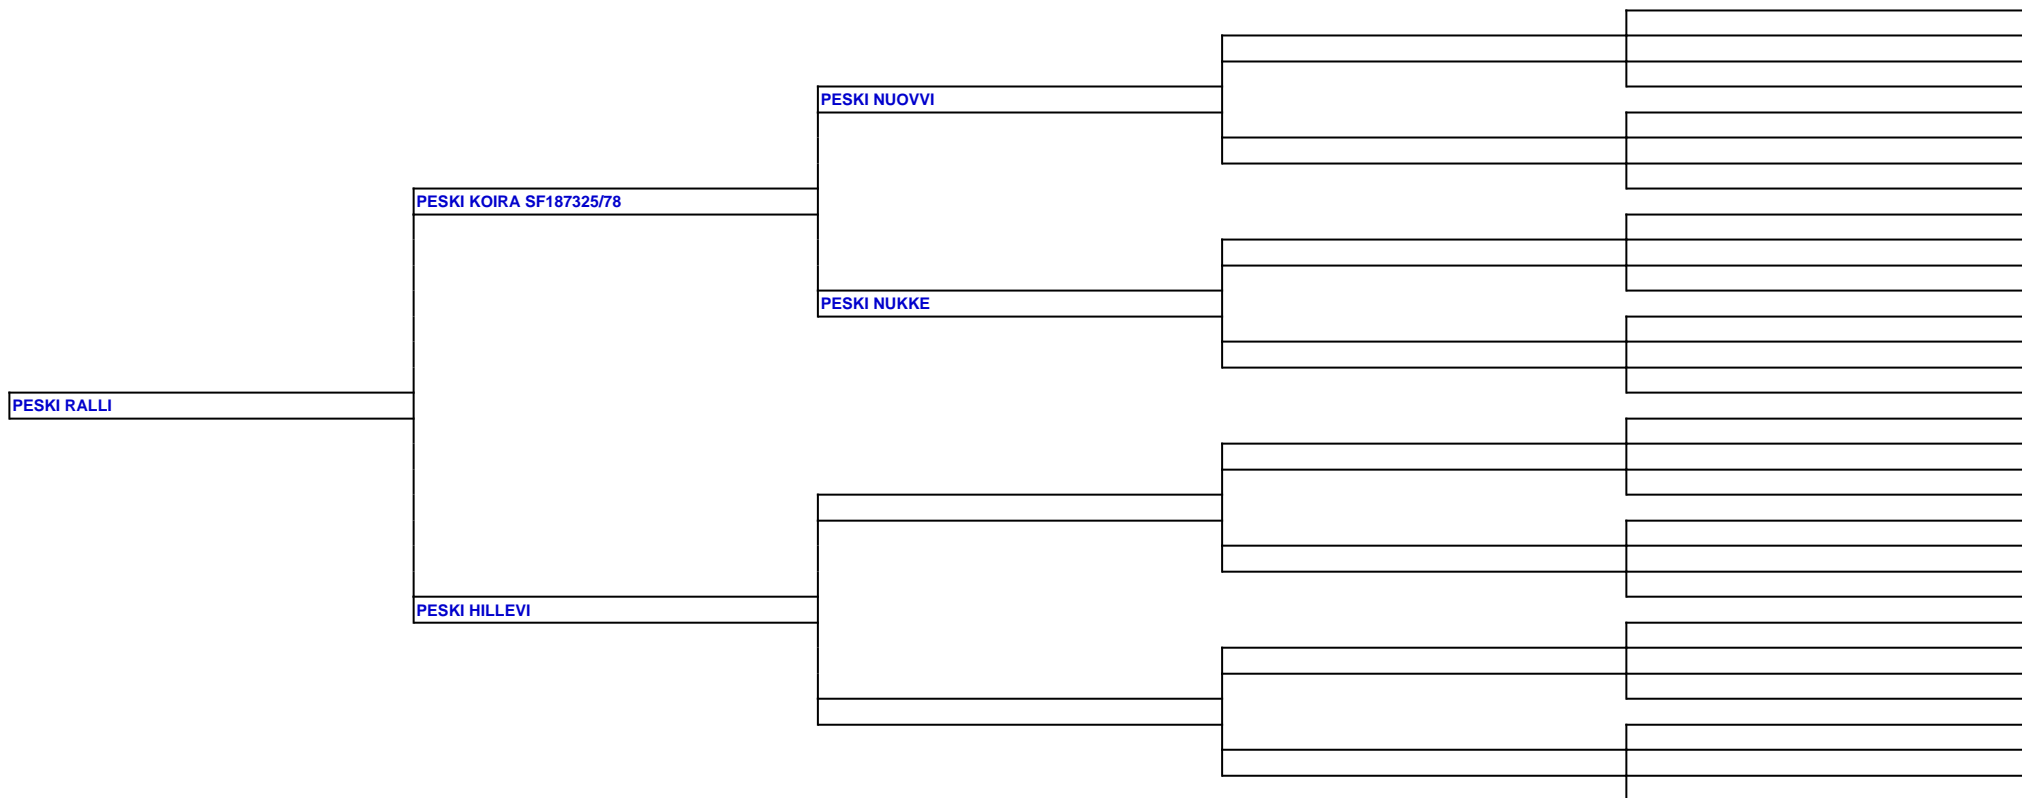 PESKI NUOVVI
PESKI KOIRA SF187325/78
PESKI NUKKE
PESKI RALLI
PESKI HILLEVI